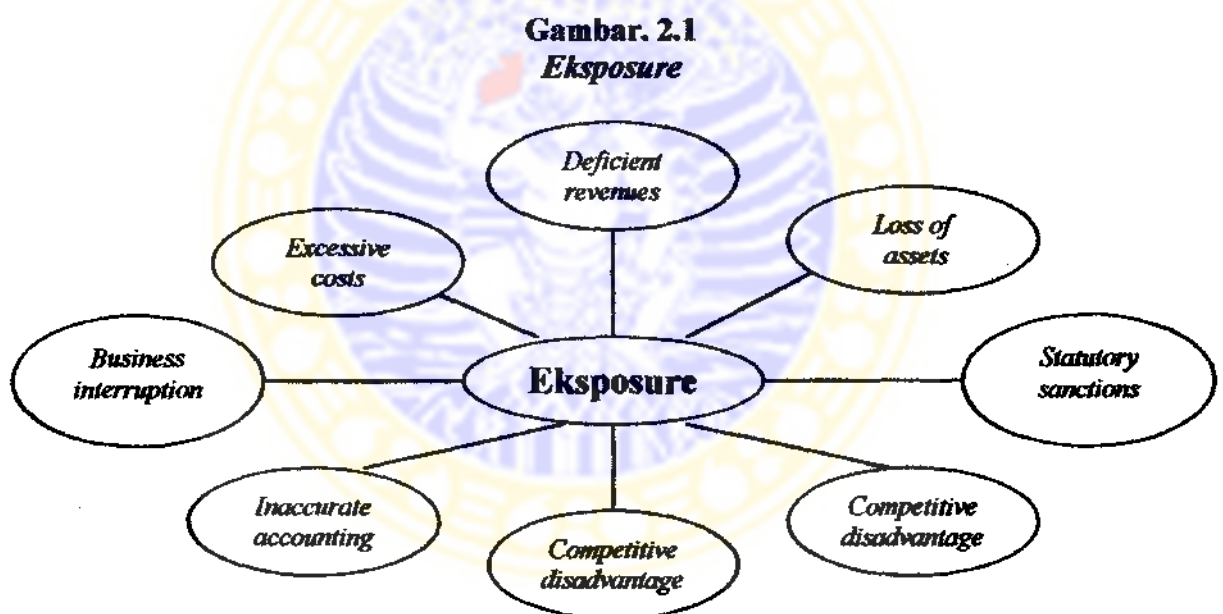 Gambar. 2.1
Eksposure
Deficient
revenues
Loss of
assets
Excessive
costs
Business
interruption
Eksposure
Statutory
sanctions
Inaccurate
accounting
Competitive
disadvantage
Competitive
disadvantage